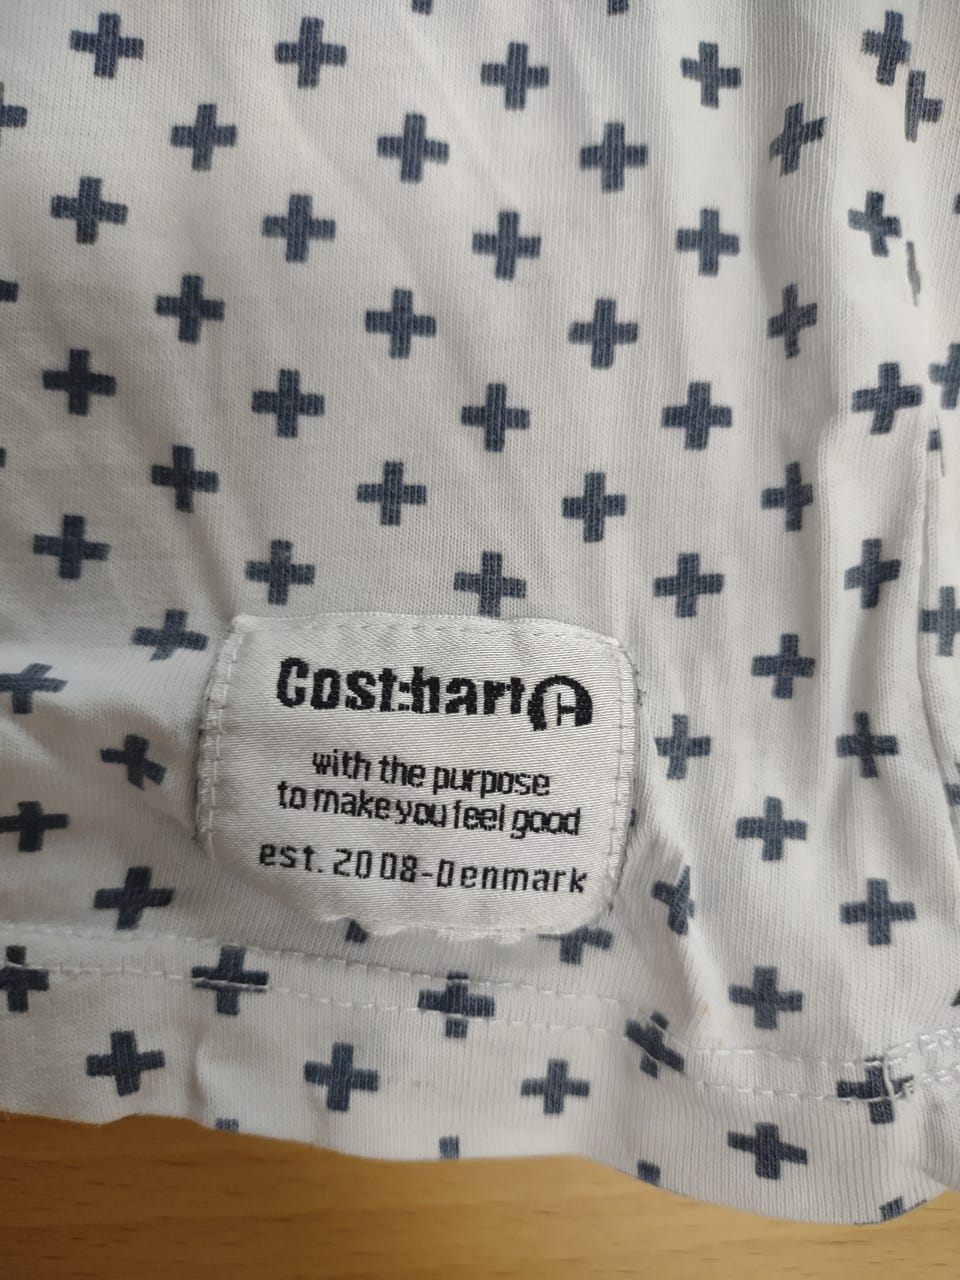 Cost:bart
with the purpose
to make you feel good
est. 2008-Denmark